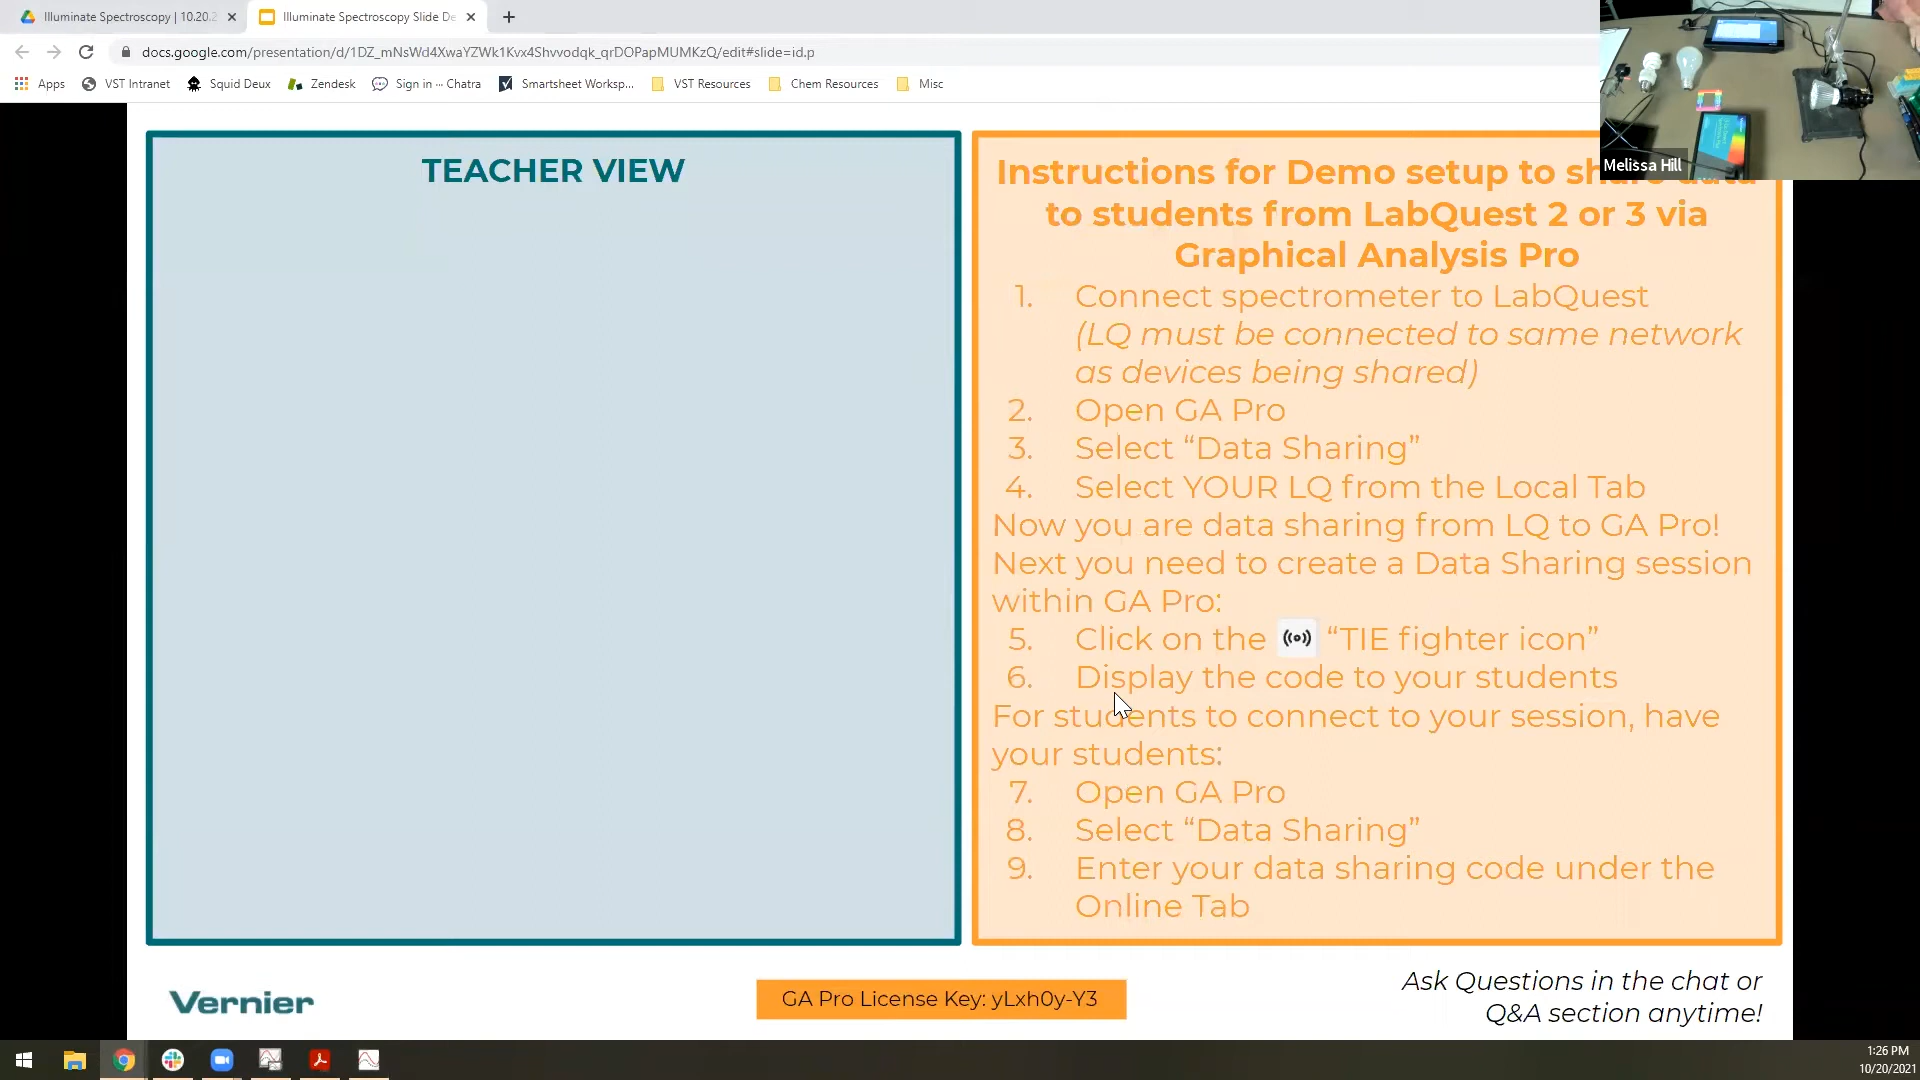 Illuminate Spectroscopy | 10.20.2
Illuminate Spectroscopy Slide De
docs.google.com/presentation/d/1DZ_mNsWd4XwaYZWk1Kvx4Shvvodqk_qrDOPapMUMKzQ/edit#slide=id.p
Apps VST Intranet Squid Deux Zendesk Sign in ·· Chatra Smartsheet Worksp... VST Resources Chem Resources Misc
Melissa Hill
TEACHER VIEW
Instructions for Demo setup to share data
to students from LabQuest 2 or 3 via
Graphical Analysis Pro
1. Connect spectrometer to LabQuest
(LQ must be connected to same network
as devices being shared)
2. Open GA Pro
3. Select “Data Sharing”
4. Select YOUR LQ from the Local Tab
Now you are data sharing from LQ to GA Pro!
Next you need to create a Data Sharing session
within GA Pro:
5. Click on the “TIE fighter icon”
6. Display the code to your students
For students to connect to your session, have
your students:
7. Open GA Pro
8. Select “Data Sharing”
9. Enter your data sharing code under the
Online Tab
Vernier
GA Pro License Key: yLxh0y-Y3
Ask Questions in the chat or
Q&A section anytime!
1:26 PM
10/20/2021